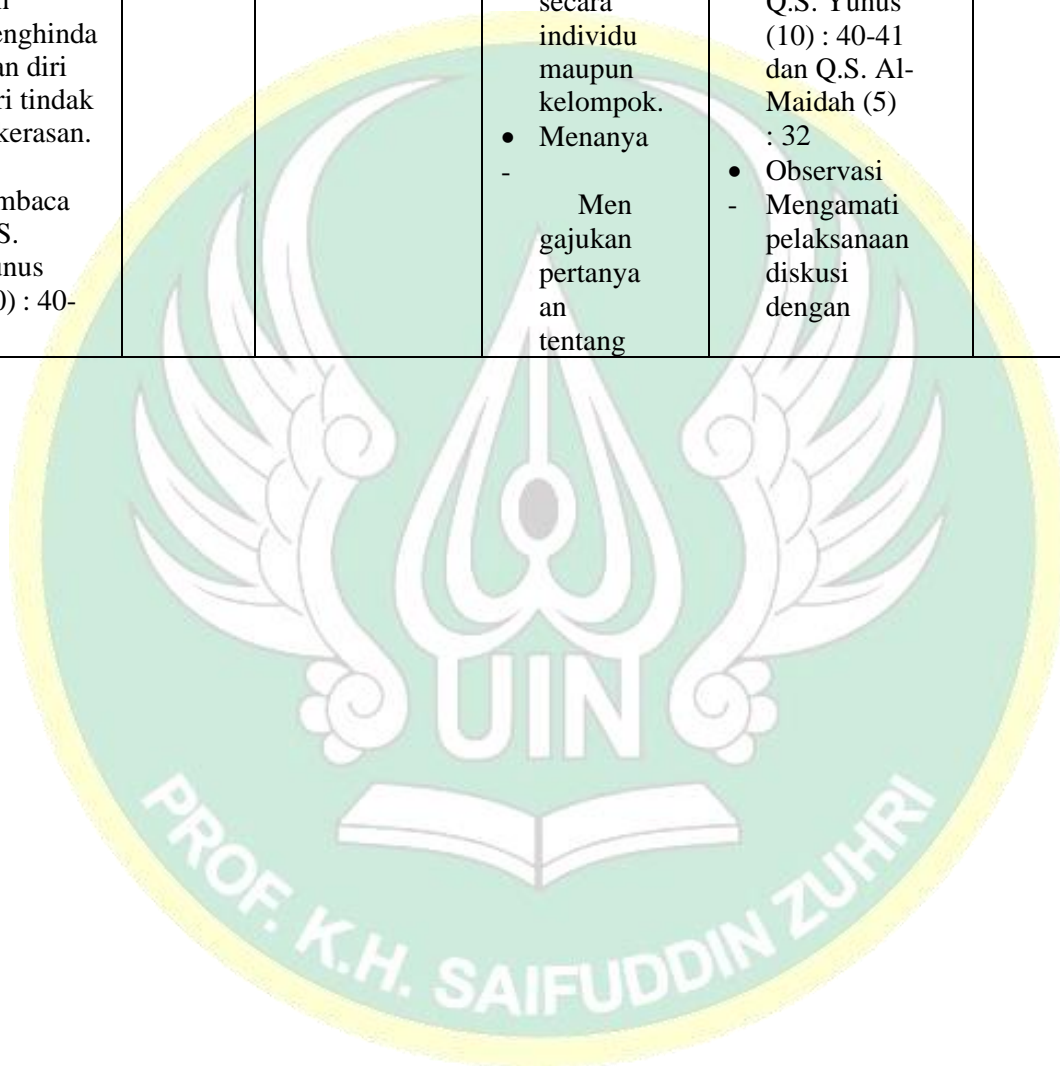 enghinda
an diri
ri tindak
kerasan.
mbaca
S.
unus
0) : 40-
secara
individu
maupun
kelompok.
• Menanya
-
Men
gajukan
pertanya
an
tentang
Q.S. Yunus
(10) : 40-41
dan Q.S. Al-
Maidah (5)
: 32
• Observasi
- Mengamati
pelaksanaan
diskusi
dengan
UIN
PROF. K.H. SAIFUDDIN ZUHRI